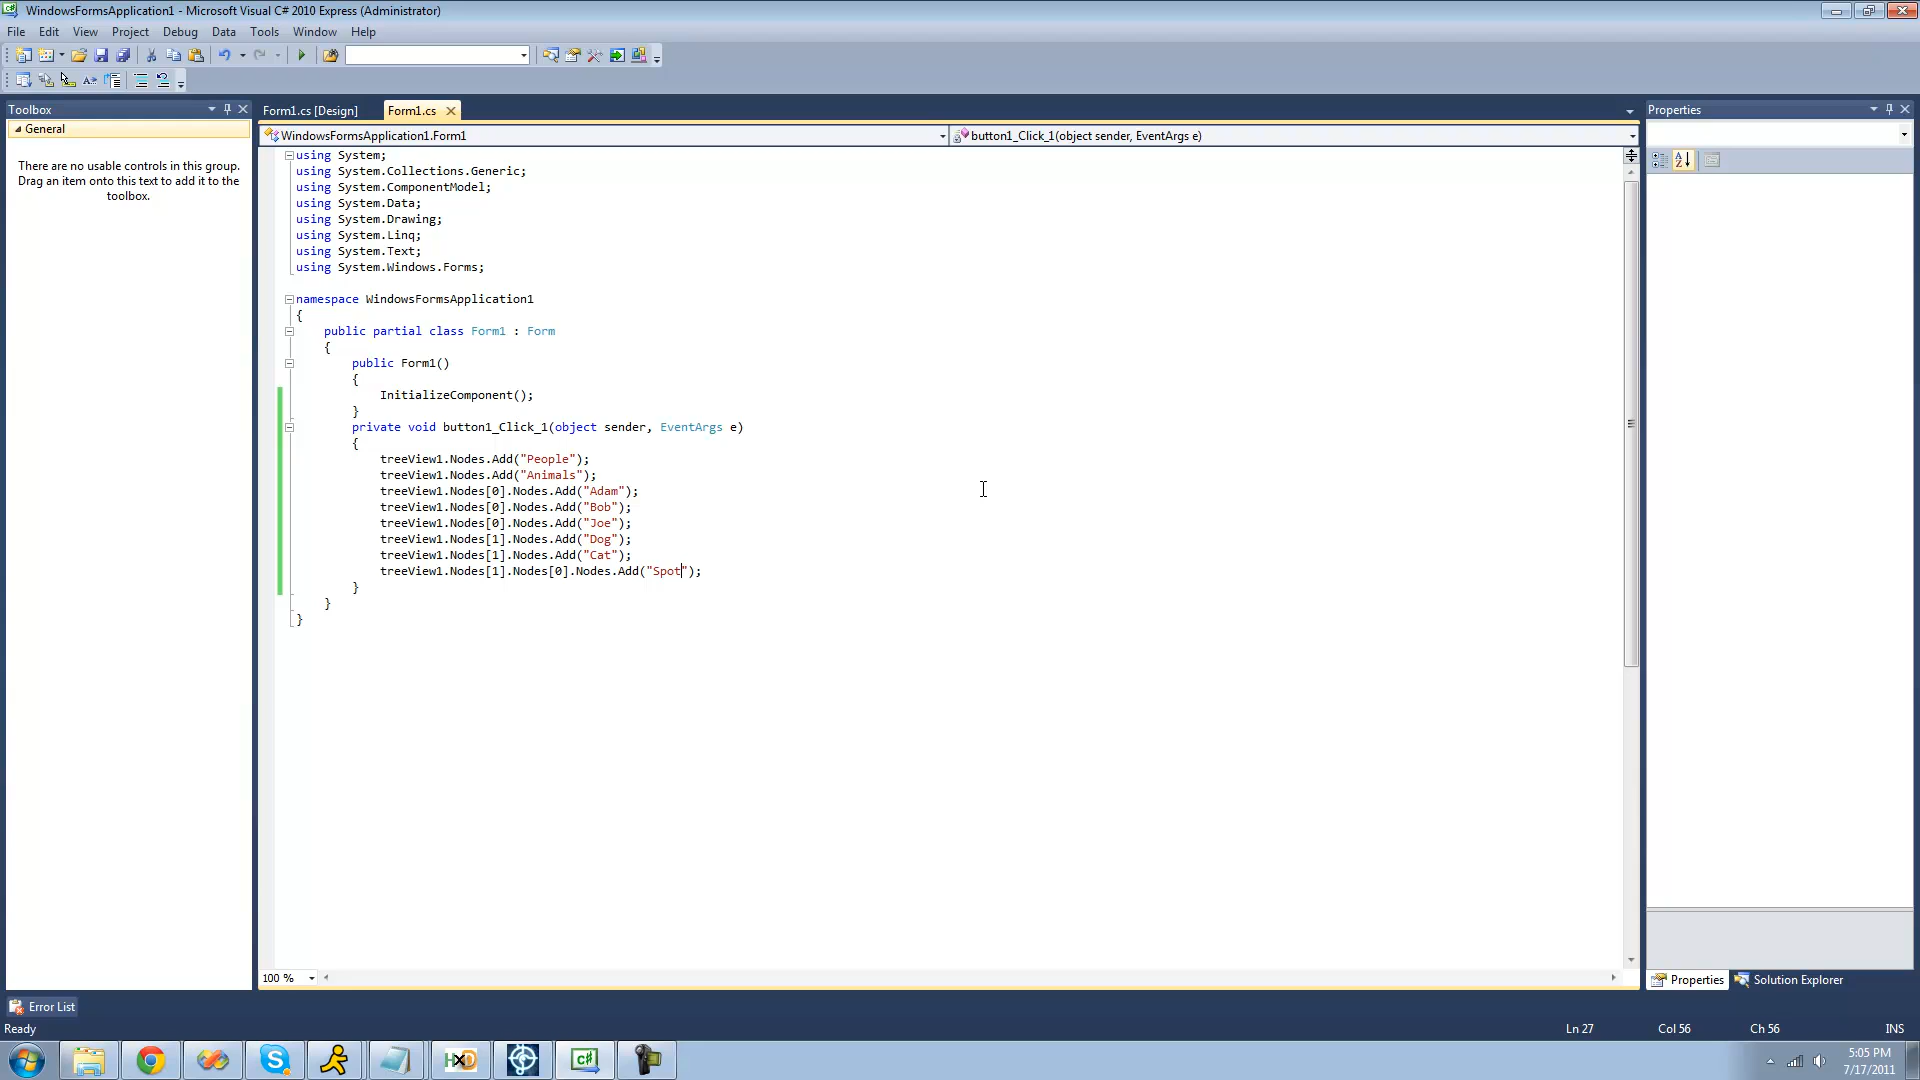 WindowsFormsApplication1 - Microsoft Visual C# 2010 Express (Administrator)
File Edit View Project Debug Data Tools Window Help
Toolbox
General
There are no usable controls in this group.
Drag an item onto this text to add it to the
toolbox.
Form1.cs [Design] Form1.cs
WindowsFormsApplication1.Form1 button1_Click_1(object sender, EventArgs e)
using System;
using System.Collections.Generic;
using System.ComponentModel;
using System.Data;
using System.Drawing;
using System.Linq;
using System.Text;
using System.Windows.Forms;
namespace WindowsFormsApplication1
{
public partial class Form1 : Form
{
public Form1()
{
InitializeComponent();
}
private void button1_Click_1(object sender, EventArgs e)
{
treeView1.Nodes.Add("People");
treeView1.Nodes.Add("Animals");
treeView1.Nodes[0].Nodes.Add("Adam");
treeView1.Nodes[0].Nodes.Add("Bob");
treeView1.Nodes[0].Nodes.Add("Joe");
treeView1.Nodes[1].Nodes.Add("Dog");
treeView1.Nodes[1].Nodes.Add("Cat");
treeView1.Nodes[1].Nodes[0].Nodes.Add("Spot");
}
}
}
100 %
Properties
Properties Solution Explorer
Error List
Ready Ln 27 Col 56 Ch 56 INS
C# HXD
5:05 PM
7/17/2011